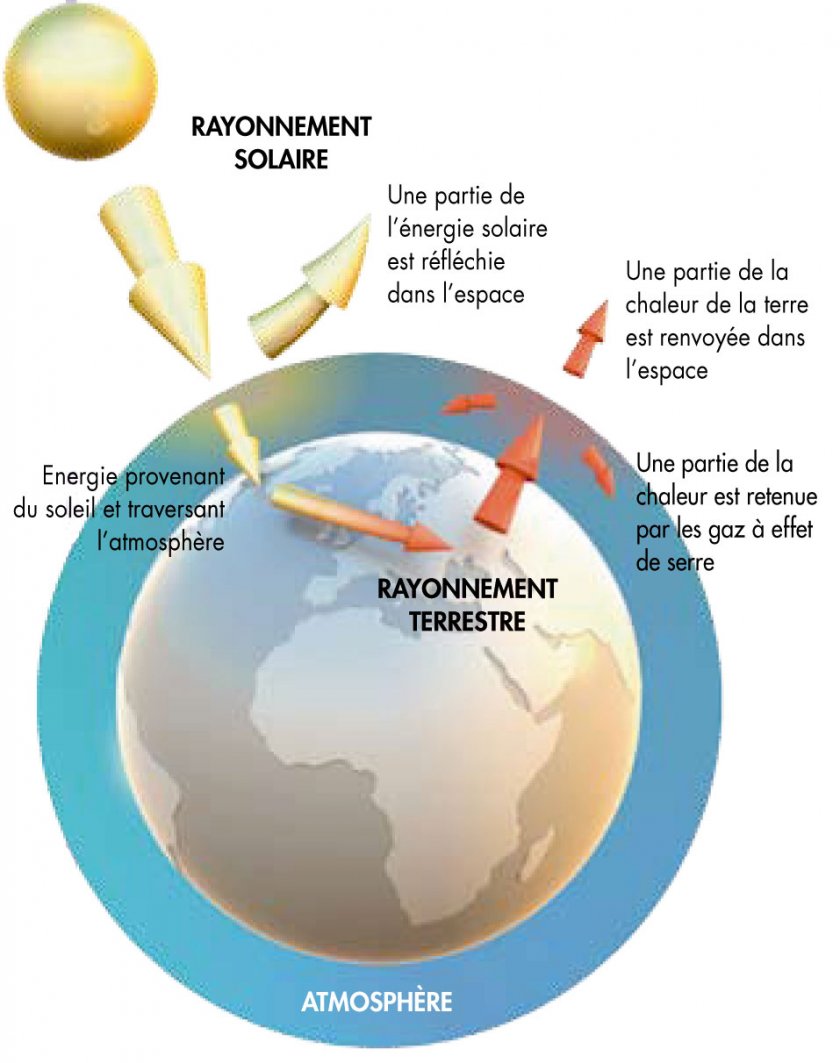 RAYONNEMENT
SOLAIRE
Une partie de
l'énergie solaire
est réfléchie
dans l'espace
Une partie de la
chaleur de la terre
est renvoyée dans
l'espace
Energie provenant
du soleil et traversant
l'atmosphère
Une partie de la
chaleur est retenue
par les gaz à effet
de serre
RAYONNEMENT
TERRESTRE
ATMOSPHÈRE